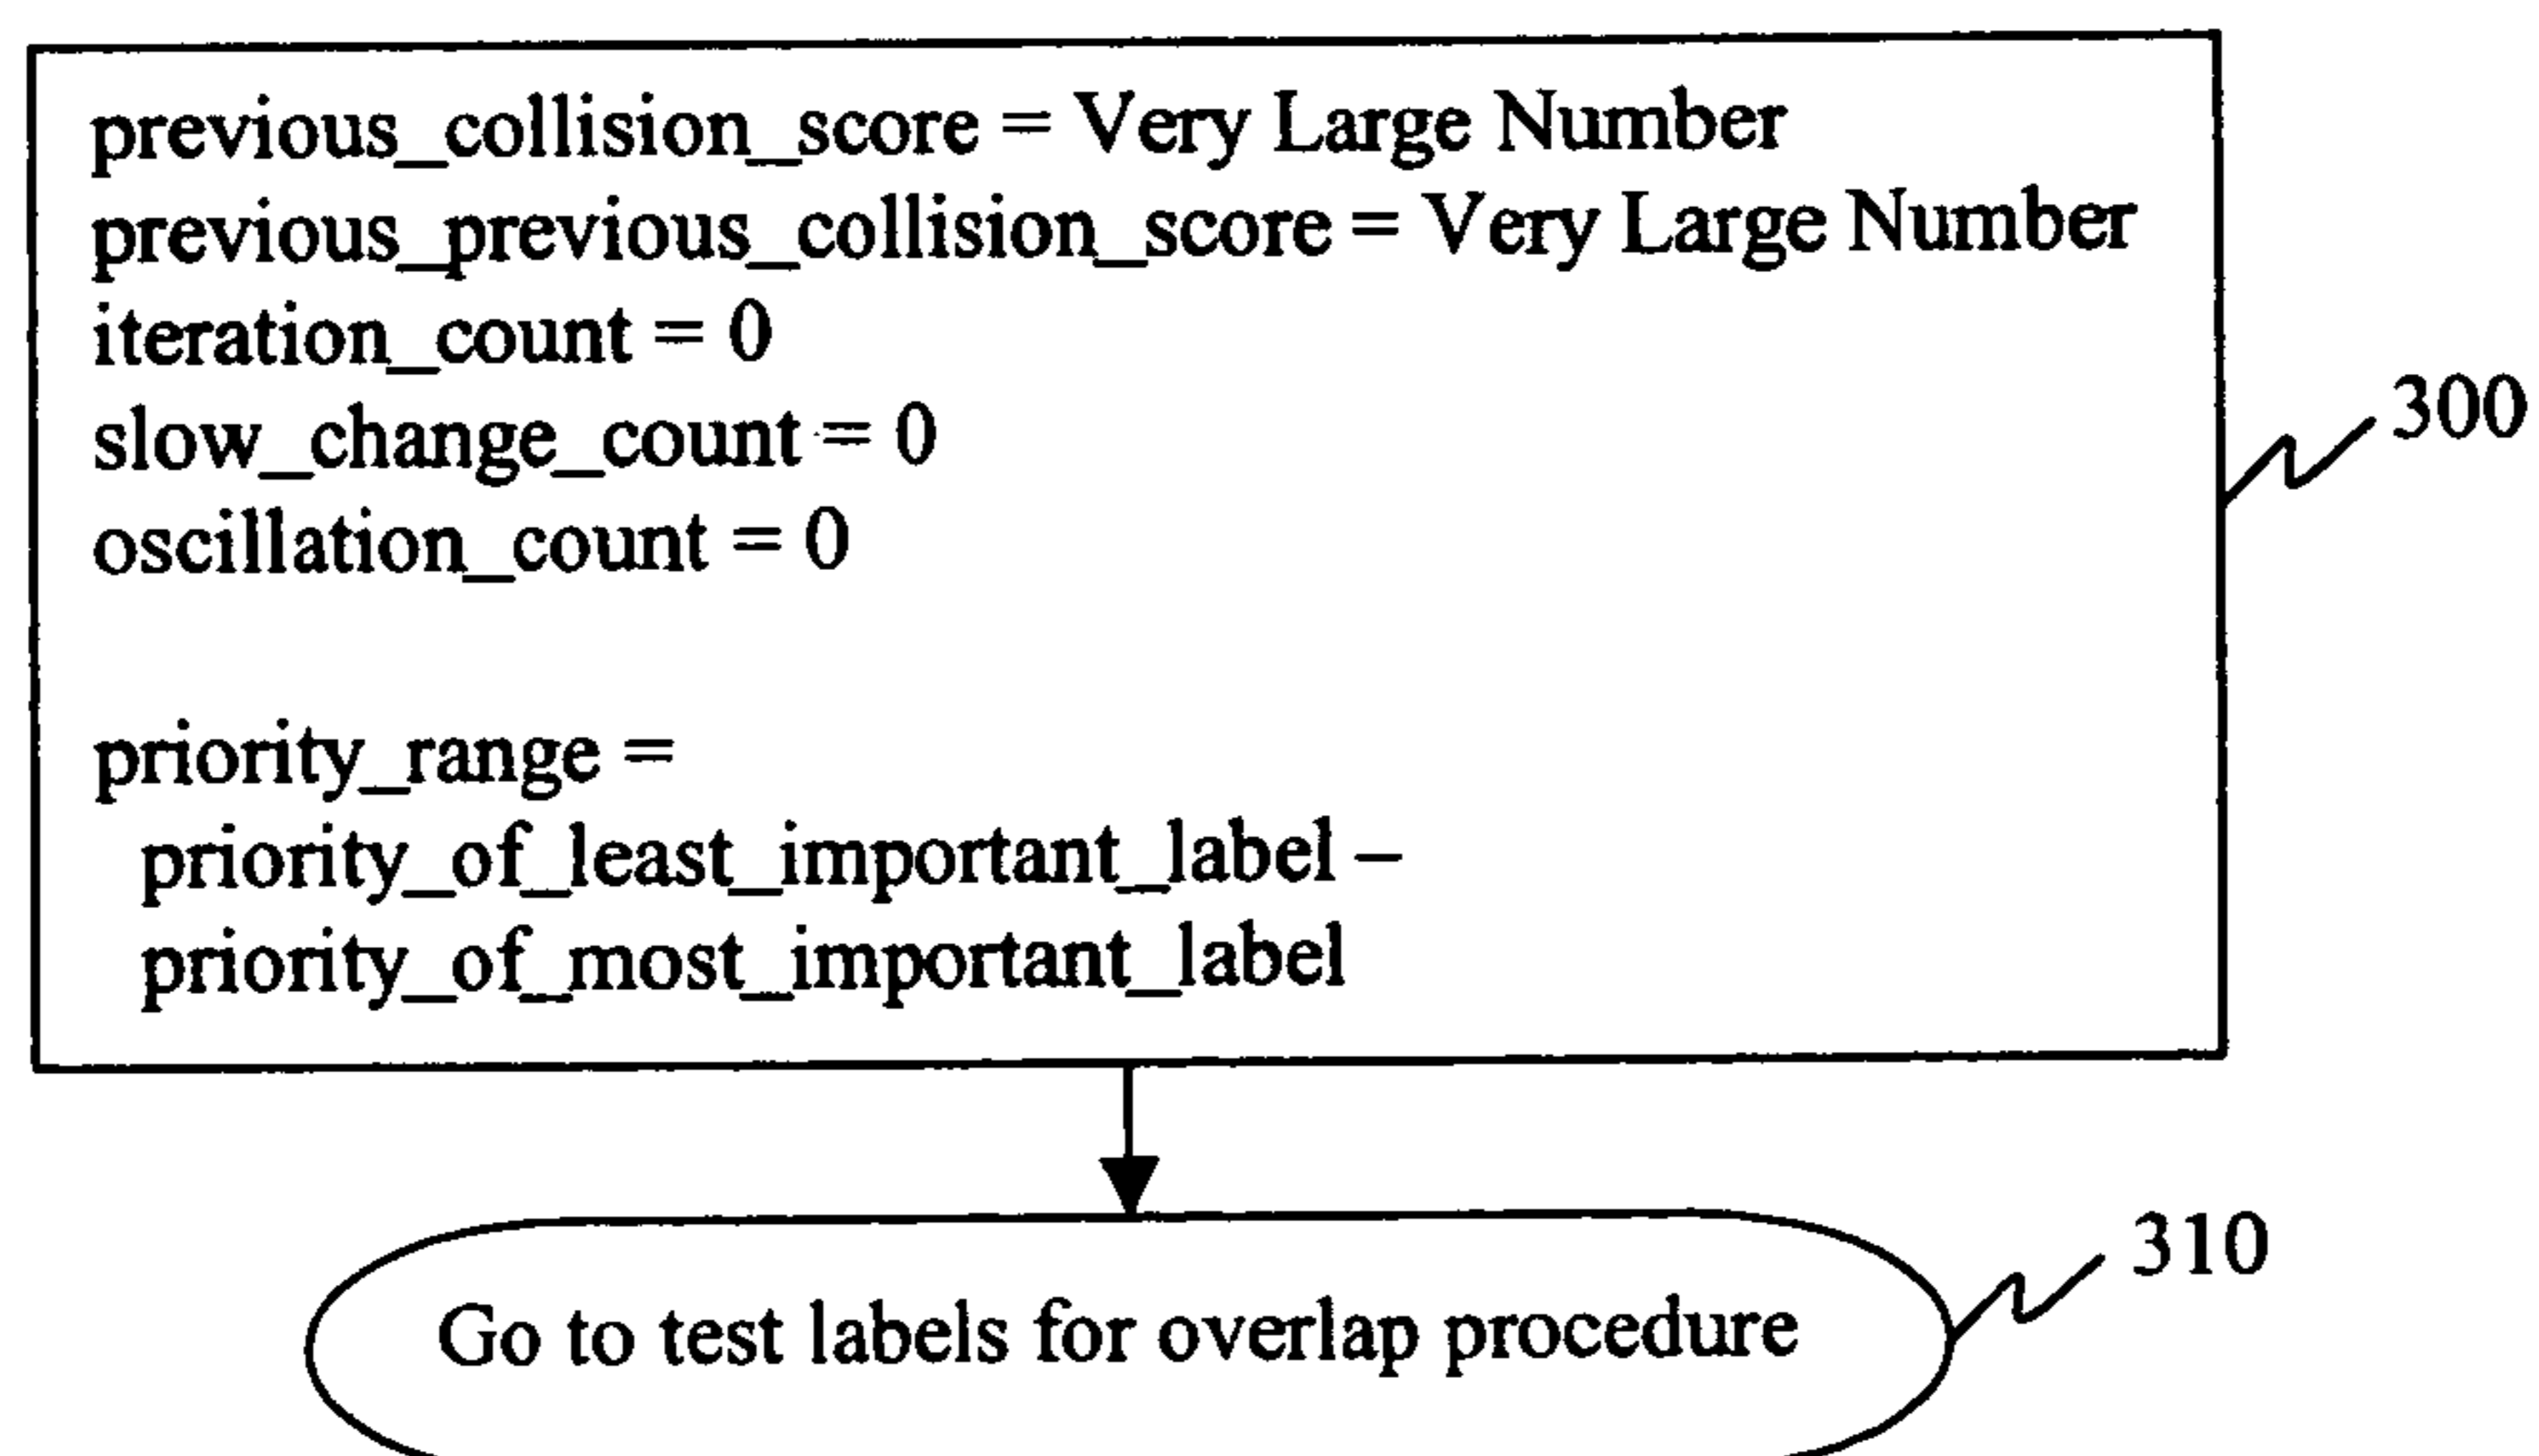 previous_collision_score = Very Large Number
previous_previous_collision_score = Very Large Number
iteration_count = 0
slow_change_count = 0
oscillation_count = 0
priority_range =
priority_of_least_important_label –
priority_of_most_important_label
300
310
Go to test labels for overlap procedure